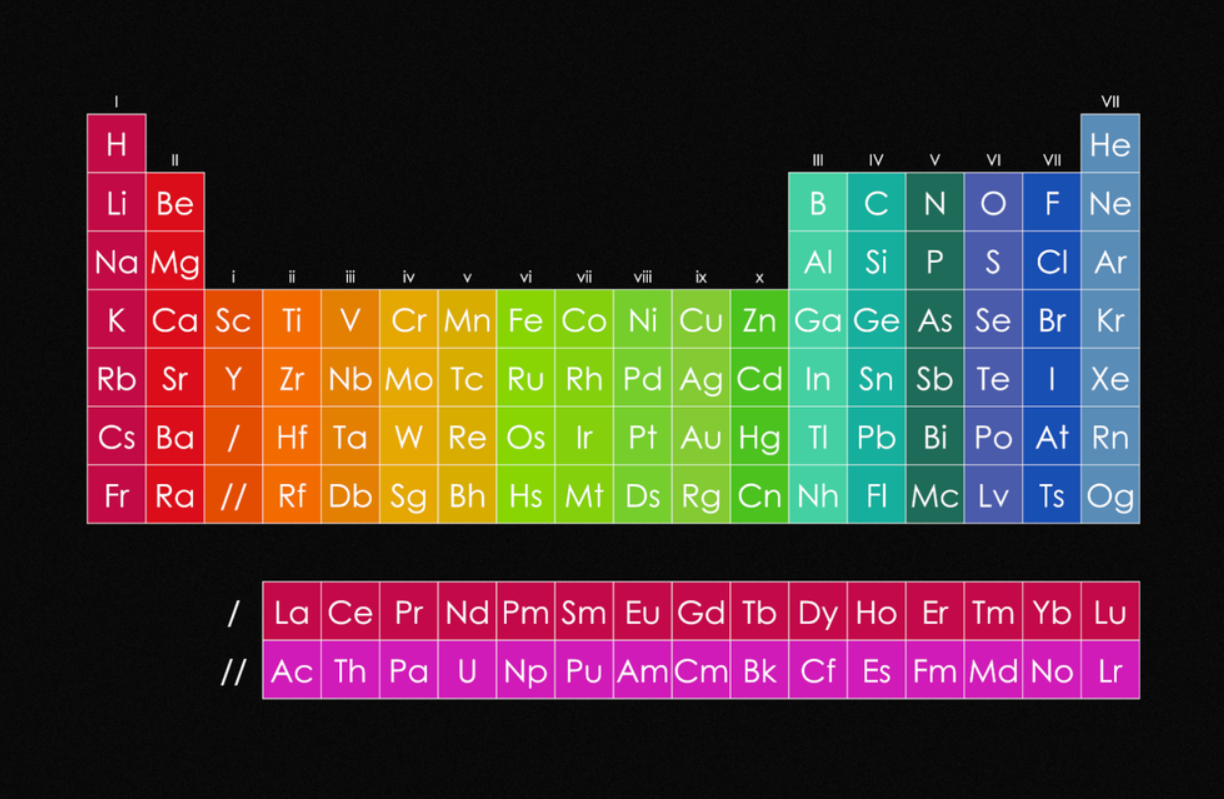 I VII
H He
II III IV V VI VII
Li Be B C N O F Ne
Na Mg Al Si P S Cl Ar
i ii iii iv v vi vii viii ix x
K Ca Sc Ti V Cr Mn Fe Co Ni Cu Zn Ga Ge As Se Br Kr
Rb Sr Y Zr Nb Mo Tc Ru Rh Pd Ag Cd In Sn Sb Te I Xe
Cs Ba / Hf Ta W Re Os Ir Pt Au Hg Tl Pb Bi Po At Rn
Fr Ra // Rf Db Sg Bh Hs Mt Ds Rg Cn Nh Fl Mc Lv Ts Og
/ La Ce Pr Nd Pm Sm Eu Gd Tb Dy Ho Er Tm Yb Lu
// Ac Th Pa U Np Pu Am Cm Bk Cf Es Fm Md No Lr